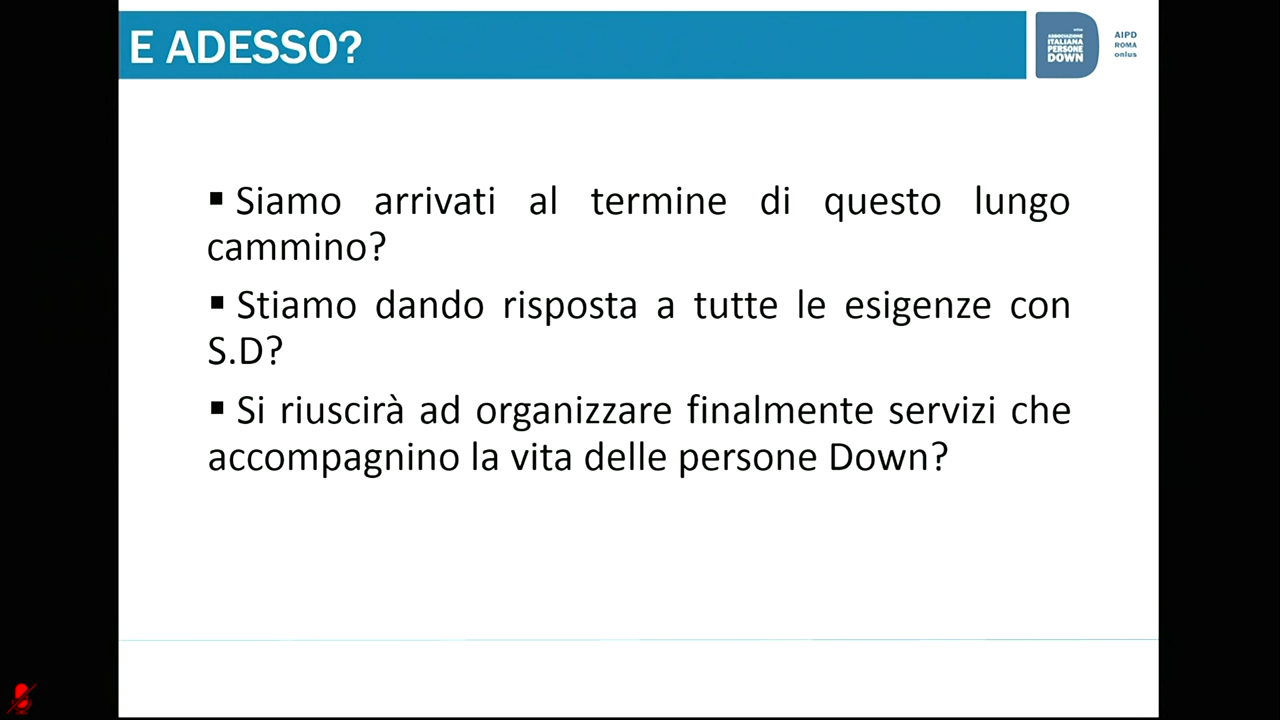 E ADESSO?
onlus
ASSOCIAZIONE
ITALIANA
PERSONE
DOWN
AIPD
ROMA
onlus
▪ Siamo arrivati al termine di questo lungo
cammino?
▪ Stiamo dando risposta a tutte le esigenze con
S.D?
▪ Si riuscirà ad organizzare finalmente servizi che
accompagnino la vita delle persone Down?